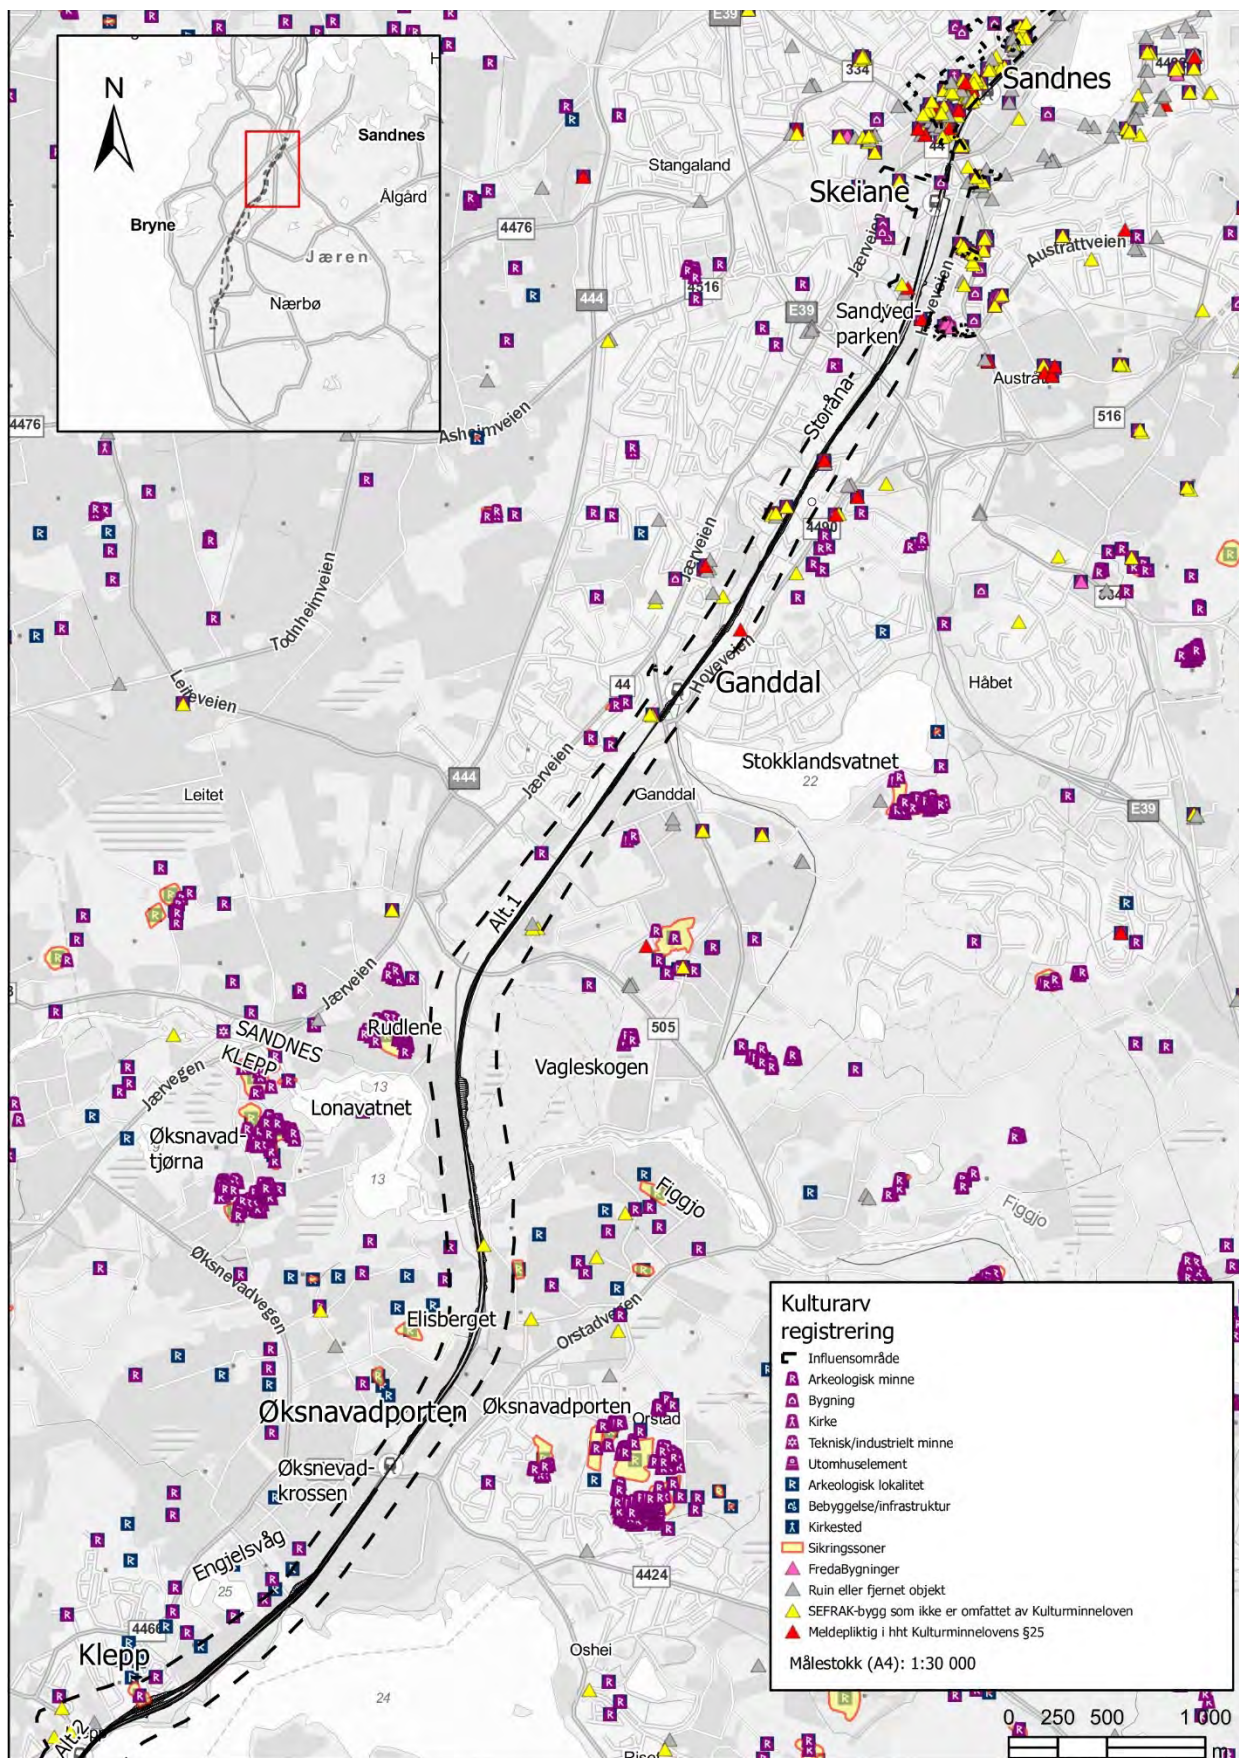 N
Sandnes
Ålgård
Bryne
Jæren
Nærbø
E39
334
Sandnes
Stangaland
44
Skeiane
4476
Jærveien
Austråttveien
4516
444
E39
Sandved-
parken
Hoveveien
Austrått
Storåna
4476
Åsheimveien
516
4490
Jærveien
Todnheimveien
Håbet
Hoveveien
44
Ganddal
Leiteveien
Stokklandsvatnet
22
Jærveien
444
Leitet
Ganddal
E39
Alt.1
Jærveien
Rudlene
505
SANDNES
KLEPP
Vagleskogen
Jærvegen
13
Lonavatnet
Øksnavad-
tjørna
13
Figgjo
Figgjo
Øksnevadvegen
Elisberget
Orstadvegen
Øksnavadporten
Øksnavadporten
Orstad
Øksnevad-
krossen
Engjelsvåg
25
4424
4466
Klepp
Oshei
24
Alt.2
Kulturarv
registrering
Influensområde
Arkeologisk minne
Bygning
Kirke
Teknisk/industrielt minne
Utomhuselement
Arkeologisk lokalitet
Bebyggelse/infrastruktur
Kirkested
Sikringssoner
FredaBygninger
Ruin eller fjernet objekt
SEFRAK-bygg som ikke er omfattet av Kulturminneloven
Meldepliktig i hht Kulturminnelovens §25
Målestokk (A4): 1:30 000
0 250 500 1 000
m